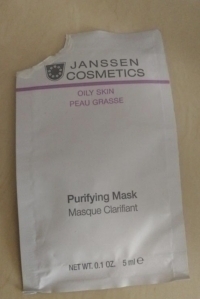 JANSSEN
COSMETICS
OILY SKIN
PEAU GRASSE
Purifying Mask
Masque Clarifiant
NET WT. 0.1 OZ. 5 ml ℮